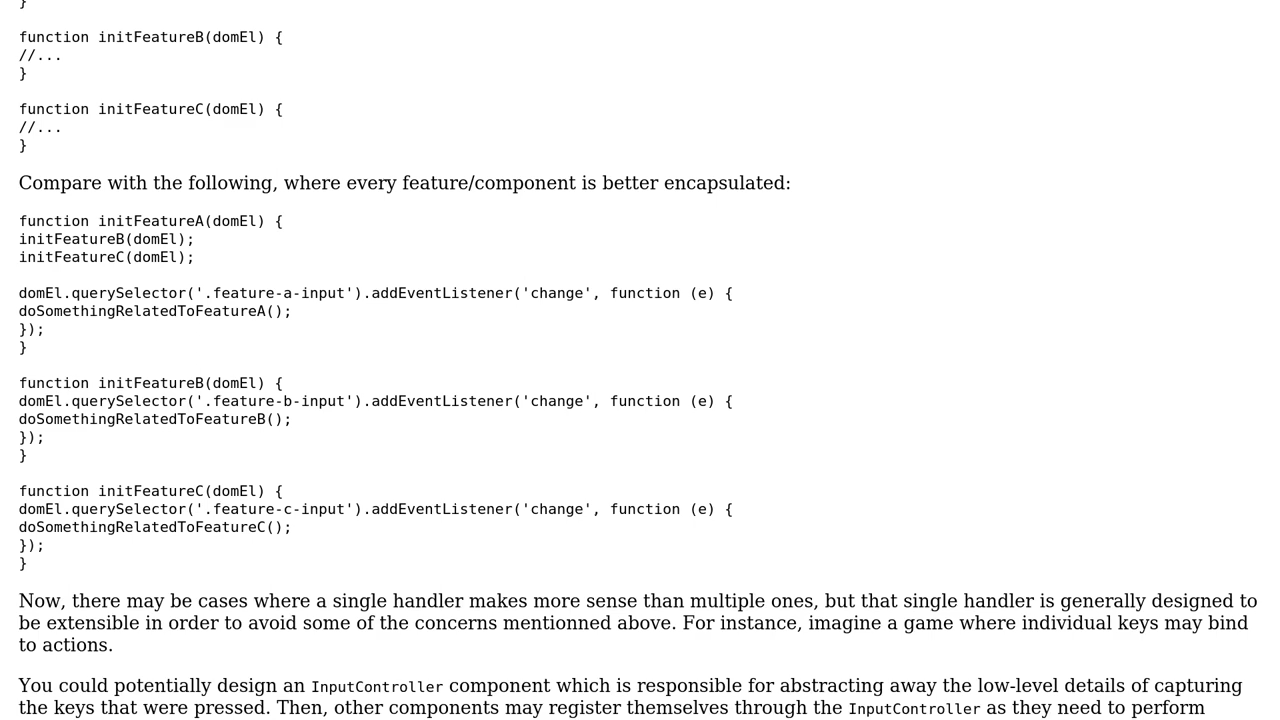 }
function initFeatureB(domEl) {
//...
}
function initFeatureC(domEl) {
//...
}
Compare with the following, where every feature/component is better encapsulated:
function initFeatureA(domEl) {
initFeatureB(domEl);
initFeatureC(domEl);
domEl.querySelector('.feature-a-input').addEventListener('change', function (e) {
doSomethingRelatedToFeatureA();
});
}
function initFeatureB(domEl) {
domEl.querySelector('.feature-b-input').addEventListener('change', function (e) {
doSomethingRelatedToFeatureB();
});
}
function initFeatureC(domEl) {
domEl.querySelector('.feature-c-input').addEventListener('change', function (e) {
doSomethingRelatedToFeatureC();
});
}
Now, there may be cases where a single handler makes more sense than multiple ones, but that single handler is generally designed to
be extensible in order to avoid some of the concerns mentionned above. For instance, imagine a game where individual keys may bind
to actions.
You could potentially design an InputController component which is responsible for abstracting away the low-level details of capturing
the keys that were pressed. Then, other components may register themselves through the InputController as they need to perform